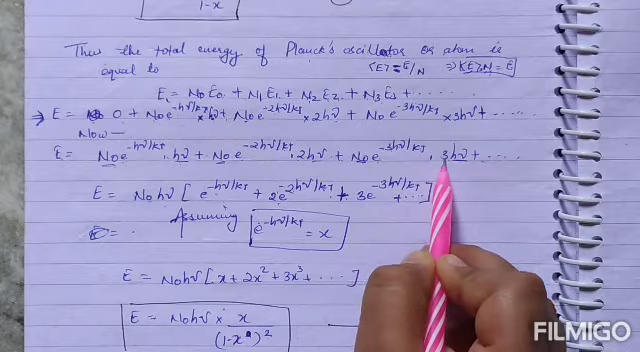 1-x
Thus the total energy of Planck's oscillator or atom is
equal to <E> = E/N ⇒ <E>.N = E
E = N₀E₀ + N₁E₁ + N₂E₂ + N₃E₃ + ......
⇒ E = 0 + N₀e^-hν/kT × hν + N₀e^-2hν/kT × 2hν + N₀e^-3hν/kT × 3hν + ......
Now —
E = N₀e^-hν/kT . hν + N₀e^-2hν/kT . 2hν + N₀e^-3hν/kT . 3hν + ....
E = N₀hν [ e^-hν/kT + 2e^-2hν/kT + 3e^-3hν/kT + ... ]
Assuming e^-hν/kT = x
E = N₀hν [x + 2x² + 3x³ + ....]
E = N₀hν × x/(1-x)²
FILMIGO